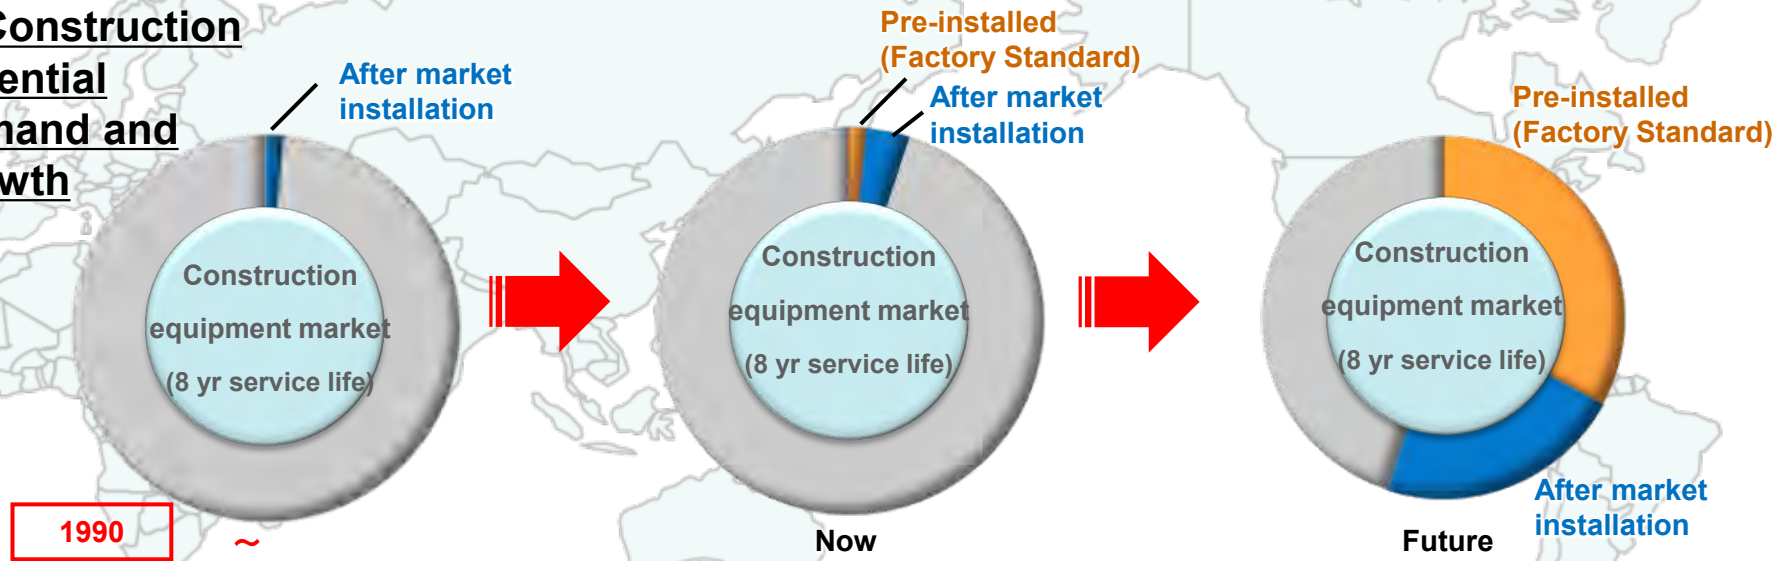 Construction
ential
and and
wth
After market
installation
Construction
equipment market
(8 yr service life)
1990
~
Pre-installed
(Factory Standard)
After market
installation
Construction
equipment market
(8 yr service life)
Now
Pre-installed
(Factory Standard)
Construction
equipment market
(8 yr service life)
After market
installation
Future